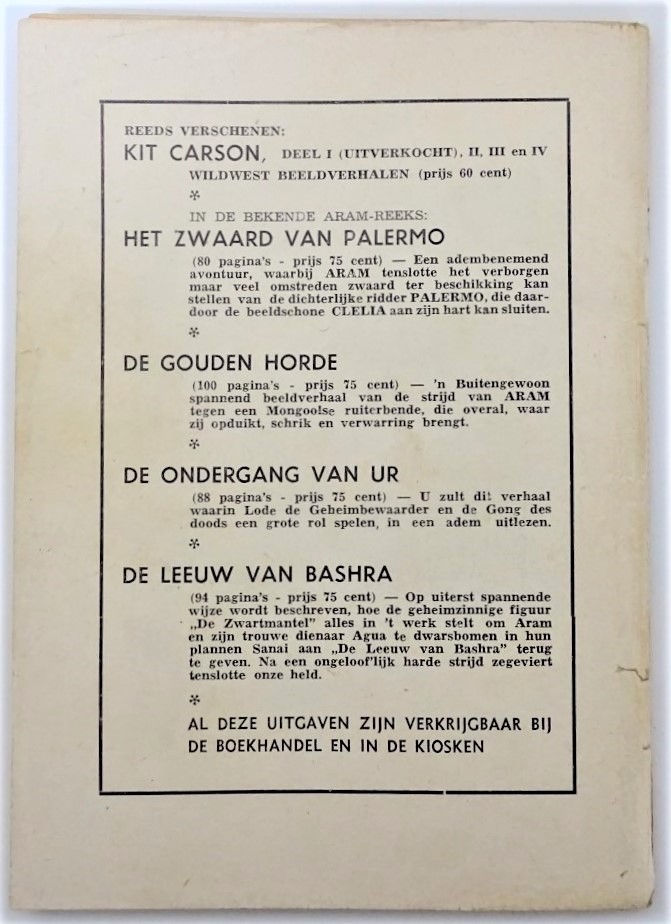 REEDS VERSCHENEN:
KIT CARSON, DEEL I (UITVERKOCHT), II, III en IV
WILDWEST BEELDVERHALEN (prijs 60 cent)
*
IN DE BEKENDE ARAM-REEKS:
HET ZWAARD VAN PALERMO
(80 pagina's - prijs 75 cent) — Een adembenemend
avontuur, waarbij ARAM tenslotte het verborgen
maar veel omstreden zwaard ter beschikking kan
stellen van de dichterlijke ridder PALERMO, die daar-
door de beeldschone CLELIA aan zijn hart kan sluiten.
*
DE GOUDEN HORDE
(100 pagina's - prijs 75 cent) — 'n Buitengewoon
spannend beeldverhaal van de strijd van ARAM
tegen een Mongoolse ruiterbende, die overal, waar
zij opduikt, schrik en verwarring brengt.
*
DE ONDERGANG VAN UR
(88 pagina's - prijs 75 cent) — U zult dit verhaal
waarin Lode de Geheimbewaarder en de Gong des
doods een grote rol spelen, in een adem uitlezen.
*
DE LEEUW VAN BASHRA
(94 pagina's - prijs 75 cent) — Op uiterst spannende
wijze wordt beschreven, hoe de geheimzinnige figuur
„De Zwartmantel” alles in 't werk stelt om Aram
en zijn trouwe dienaar Agua te dwarsbomen in hun
plannen Sanai aan „De Leeuw van Bashra” terug
te geven. Na een ongeloof'lijk harde strijd zegeviert
tenslotte onze held.
*
AL DEZE UITGAVEN ZIJN VERKRIJGBAAR BIJ
DE BOEKHANDEL EN IN DE KIOSKEN